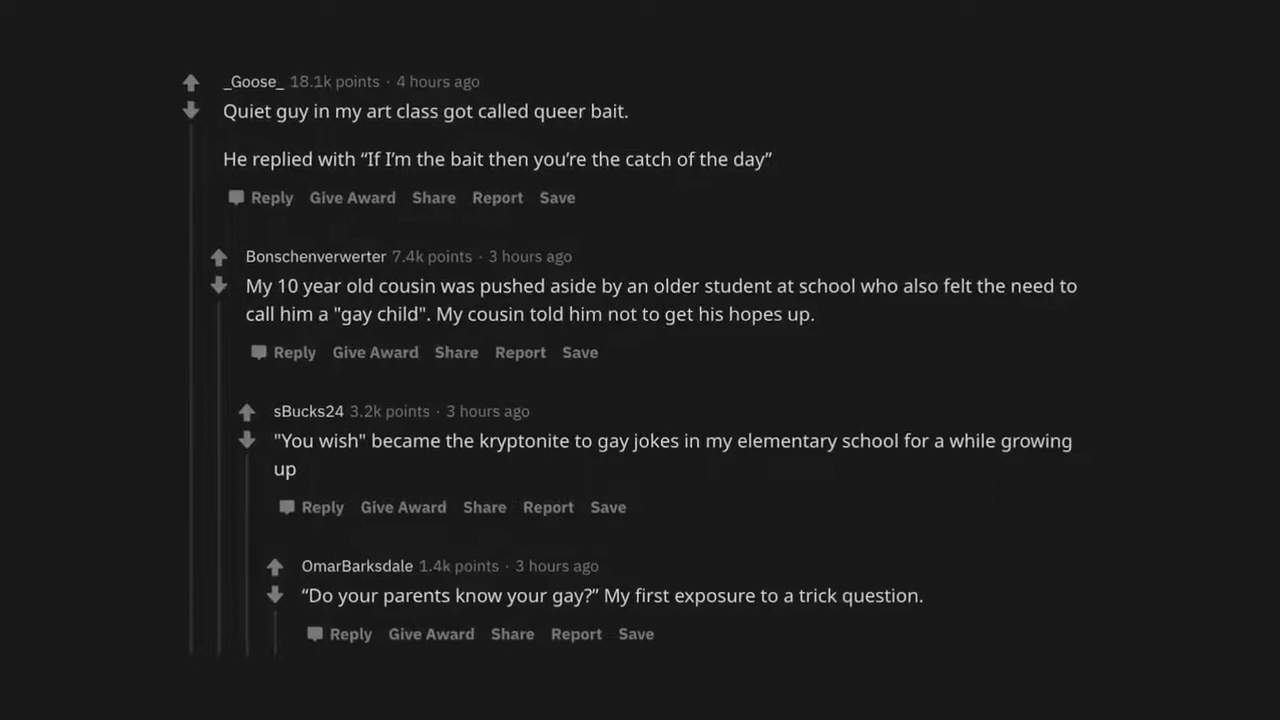 _Goose_ 18.1k points · 4 hours ago
Quiet guy in my art class got called queer bait.
He replied with “If I’m the bait then you’re the catch of the day”
Reply Give Award Share Report Save
Bonschenverwerter 7.4k points · 3 hours ago
My 10 year old cousin was pushed aside by an older student at school who also felt the need to
call him a "gay child". My cousin told him not to get his hopes up.
Reply Give Award Share Report Save
sBucks24 3.2k points · 3 hours ago
"You wish" became the kryptonite to gay jokes in my elementary school for a while growing
up
Reply Give Award Share Report Save
OmarBarksdale 1.4k points · 3 hours ago
“Do your parents know your gay?” My first exposure to a trick question.
Reply Give Award Share Report Save